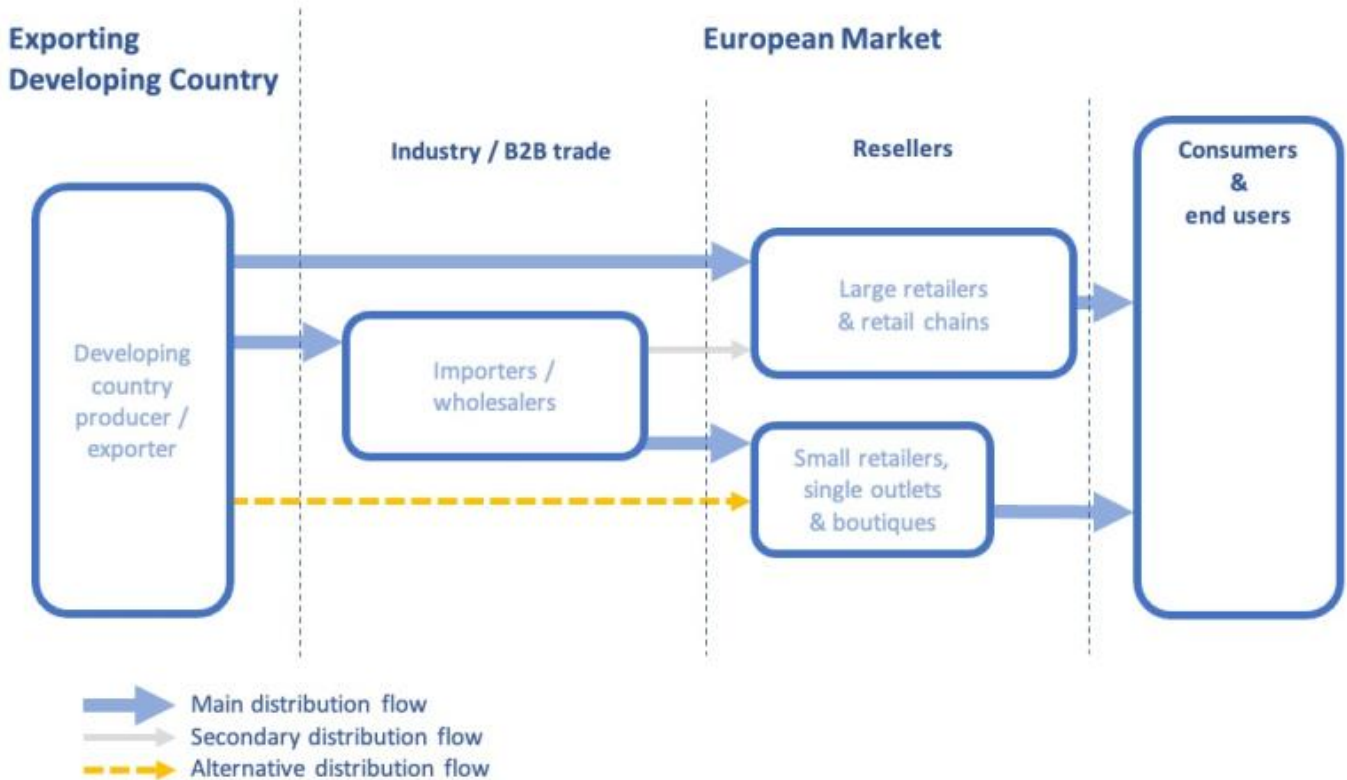 Exporting
Developing Country
European Market
Industry / B2B trade
Resellers
Consumers
&
end users
Developing
country
producer /
exporter
Importers /
wholesalers
Large retailers
& retail chains
Small retailers,
single outlets
& boutiques
Main distribution flow
Secondary distribution flow
Alternative distribution flow